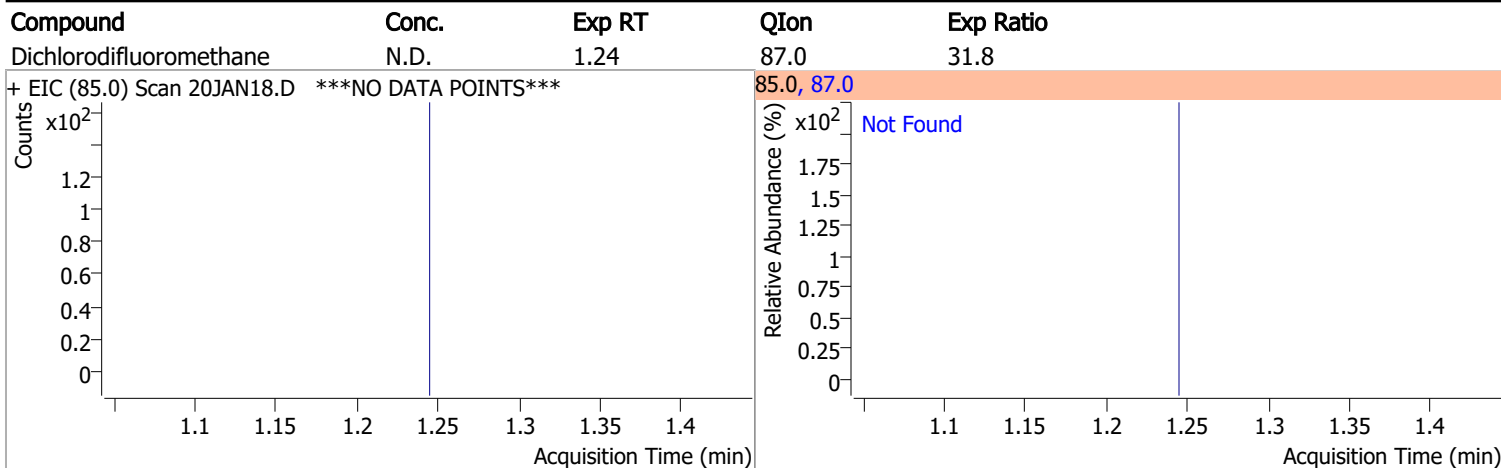 Compound Conc. Exp RT QIon Exp Ratio
Dichlorodifluoromethane N.D. 1.24 87.0 31.8
+ EIC (85.0) Scan 20JAN18.D ***NO DATA POINTS***
Counts
x10²
1.2
1
0.8
0.6
0.4
0.2
0
1.1 1.15 1.2 1.25 1.3 1.35 1.4
Acquisition Time (min)
85.0, 87.0
Relative Abundance (%)
x10²
Not Found
1.75
1.5
1.25
1
0.75
0.5
0.25
0
1.1 1.15 1.2 1.25 1.3 1.35 1.4
Acquisition Time (min)